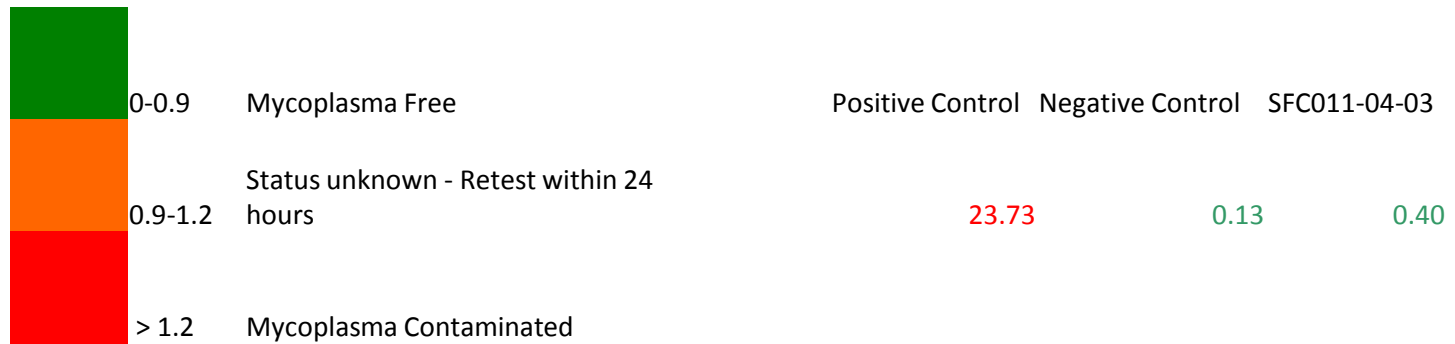 0-0.9 Mycoplasma Free Positive Control Negative Control SFC011-04-03
Status unknown - Retest within 24
0.9-1.2 hours 23.73 0.13 0.40
> 1.2 Mycoplasma Contaminated